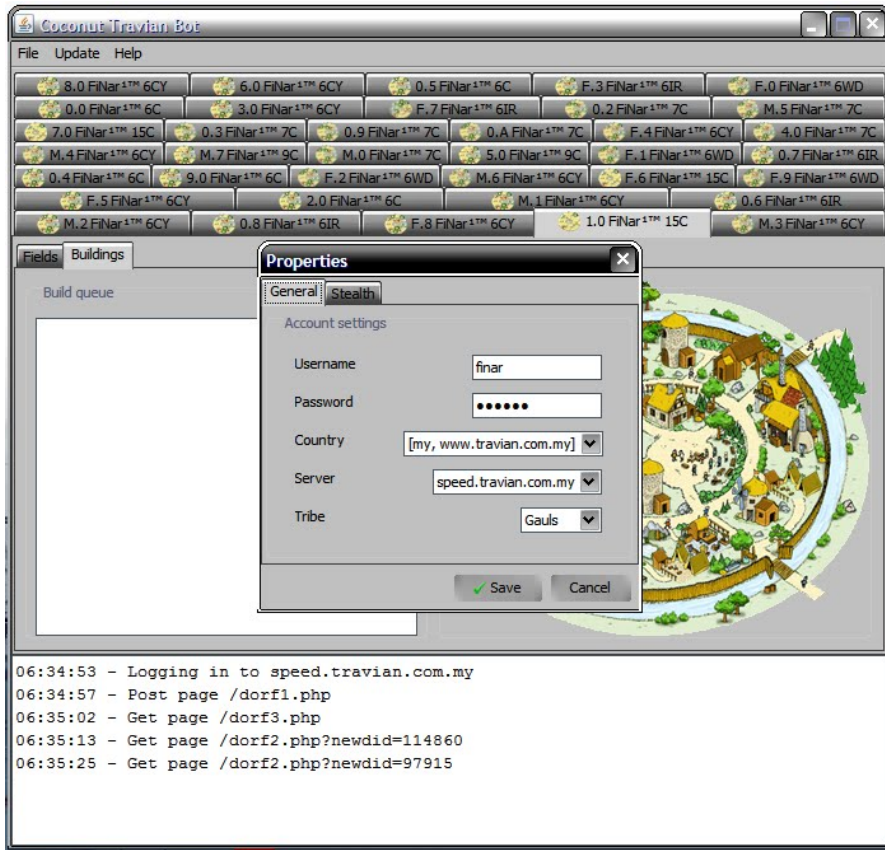 Coconut Travian Bot
File Update Help
8.0 FiNar¹™ 6CY 6.0 FiNar¹™ 6CY 0.5 FiNar¹™ 6C F.3 FiNar¹™ 6IR F.0 FiNar¹™ 6WD
0.0 FiNar¹™ 6C 3.0 FiNar¹™ 6CY F.7 FiNar¹™ 6IR 0.2 FiNar¹™ 7C M.5 FiNar¹™ 7C
7.0 FiNar¹™ 15C 0.3 FiNar¹™ 7C 0.9 FiNar¹™ 7C 0.A FiNar¹™ 7C F.4 FiNar¹™ 6CY 4.0 FiNar¹™ 7C
M.4 FiNar¹™ 6CY M.7 FiNar¹™ 9C M.0 FiNar¹™ 7C 5.0 FiNar¹™ 9C F.1 FiNar¹™ 6WD 0.7 FiNar¹™ 6IR
0.4 FiNar¹™ 6C 9.0 FiNar¹™ 6C F.2 FiNar¹™ 6WD M.6 FiNar¹™ 6CY F.6 FiNar¹™ 15C F.9 FiNar¹™ 6WD
F.5 FiNar¹™ 6CY 2.0 FiNar¹™ 6C M.1 FiNar¹™ 6CY 0.6 FiNar¹™ 6IR
M.2 FiNar¹™ 6CY 0.8 FiNar¹™ 6IR F.8 FiNar¹™ 6CY 1.0 FiNar¹™ 15C M.3 FiNar¹™ 6CY
Fields Buildings
Build queue
Properties
General Stealth
Account settings
Username finar
Password ●●●●●●
Country [my, www.travian.com.my]
Server speed.travian.com.my
Tribe Gauls
Save Cancel
06:34:53 - Logging in to speed.travian.com.my
06:34:57 - Post page /dorf1.php
06:35:02 - Get page /dorf3.php
06:35:13 - Get page /dorf2.php?newdid=114860
06:35:25 - Get page /dorf2.php?newdid=97915